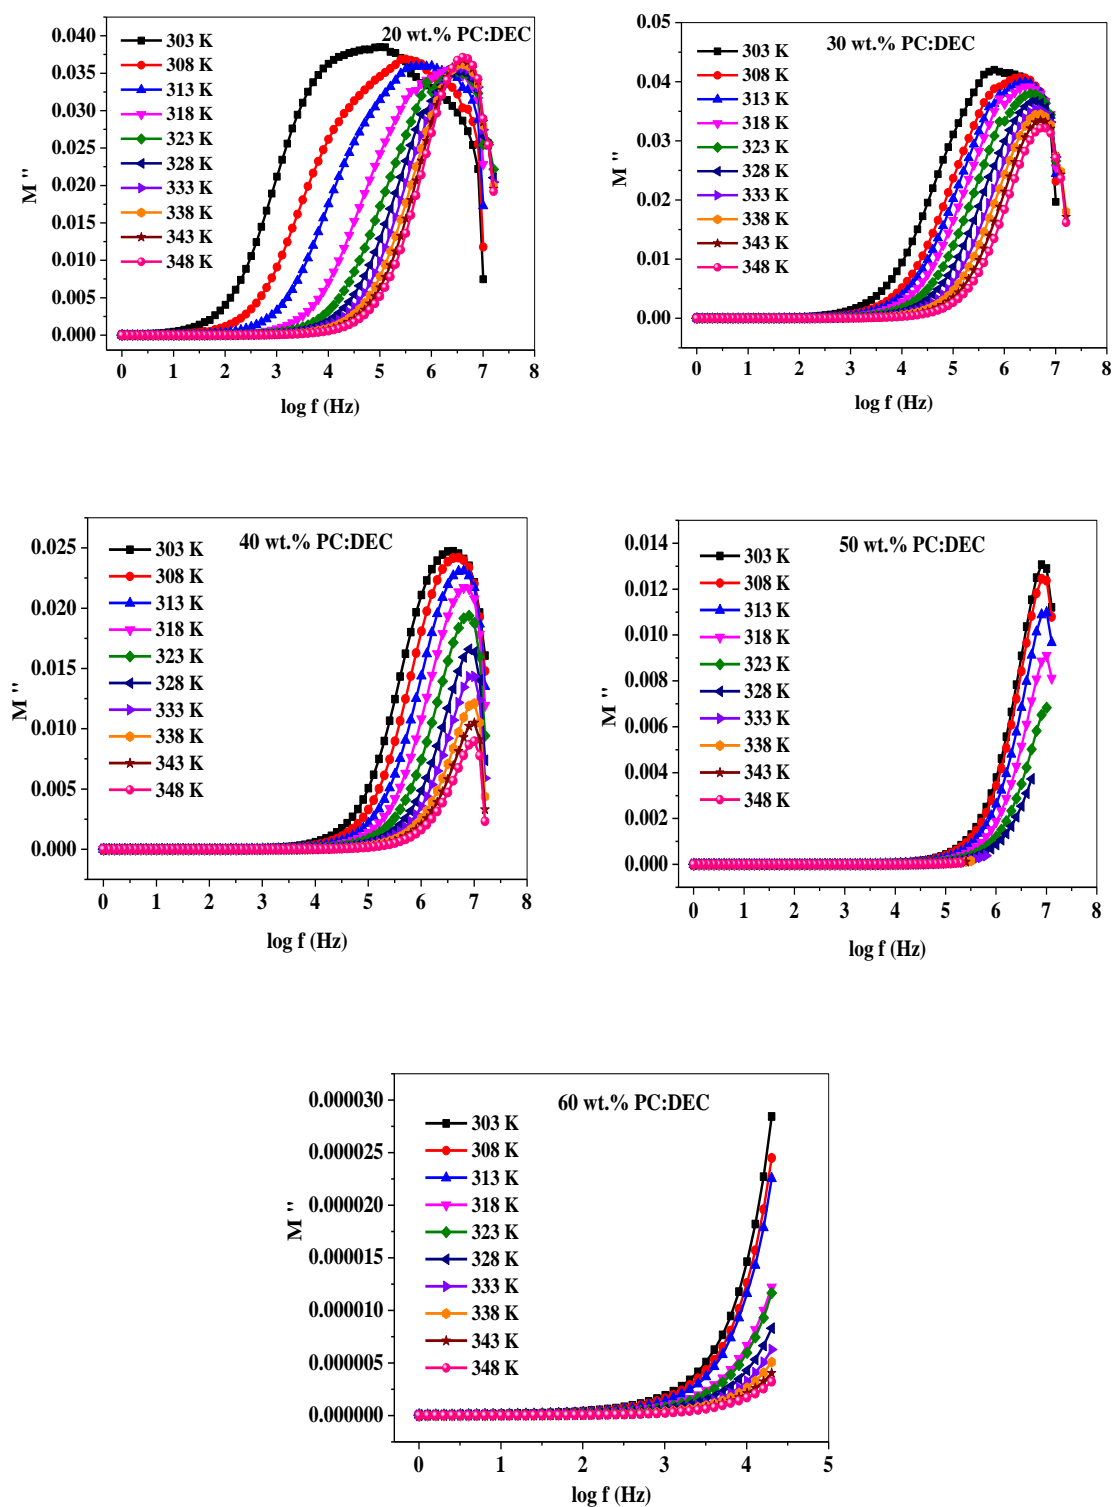 20 wt.% PC:DEC
303 K
308 K
313 K
318 K
323 K
328 K
333 K
338 K
343 K
348 K
M ''
0.040
0.035
0.030
0.025
0.020
0.015
0.010
0.005
0.000
0 1 2 3 4 5 6 7 8
log f (Hz)
30 wt.% PC:DEC
303 K
308 K
313 K
318 K
323 K
328 K
333 K
338 K
343 K
348 K
M ''
0.05
0.04
0.03
0.02
0.01
0.00
0 1 2 3 4 5 6 7 8
log f (Hz)
40 wt.% PC:DEC
303 K
308 K
313 K
318 K
323 K
328 K
333 K
338 K
343 K
348 K
M ''
0.025
0.020
0.015
0.010
0.005
0.000
0 1 2 3 4 5 6 7 8
log f (Hz)
50 wt.% PC:DEC
303 K
308 K
313 K
318 K
323 K
328 K
333 K
338 K
343 K
348 K
M ''
0.014
0.012
0.010
0.008
0.006
0.004
0.002
0.000
0 1 2 3 4 5 6 7 8
log f (Hz)
60 wt.% PC:DEC
303 K
308 K
313 K
318 K
323 K
328 K
333 K
338 K
343 K
348 K
M ''
0.000030
0.000025
0.000020
0.000015
0.000010
0.000005
0.000000
0 1 2 3 4 5
log f (Hz)